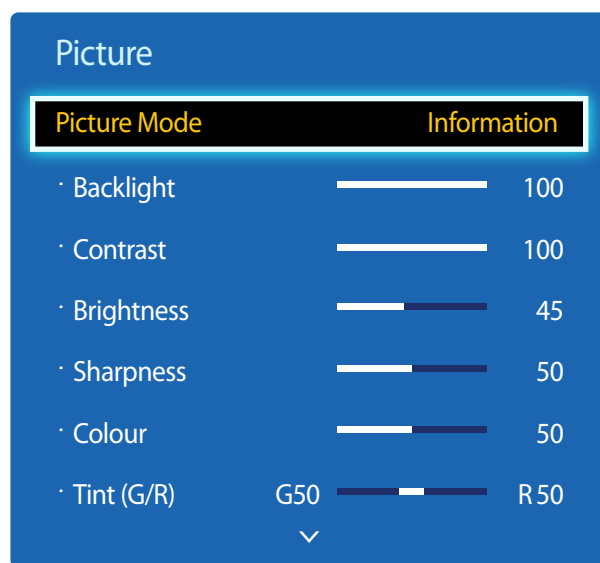 Picture
Picture Mode Information
· Backlight 100
· Contrast 100
· Brightness 45
· Sharpness 50
· Colour 50
· Tint (G/R) G50 R50